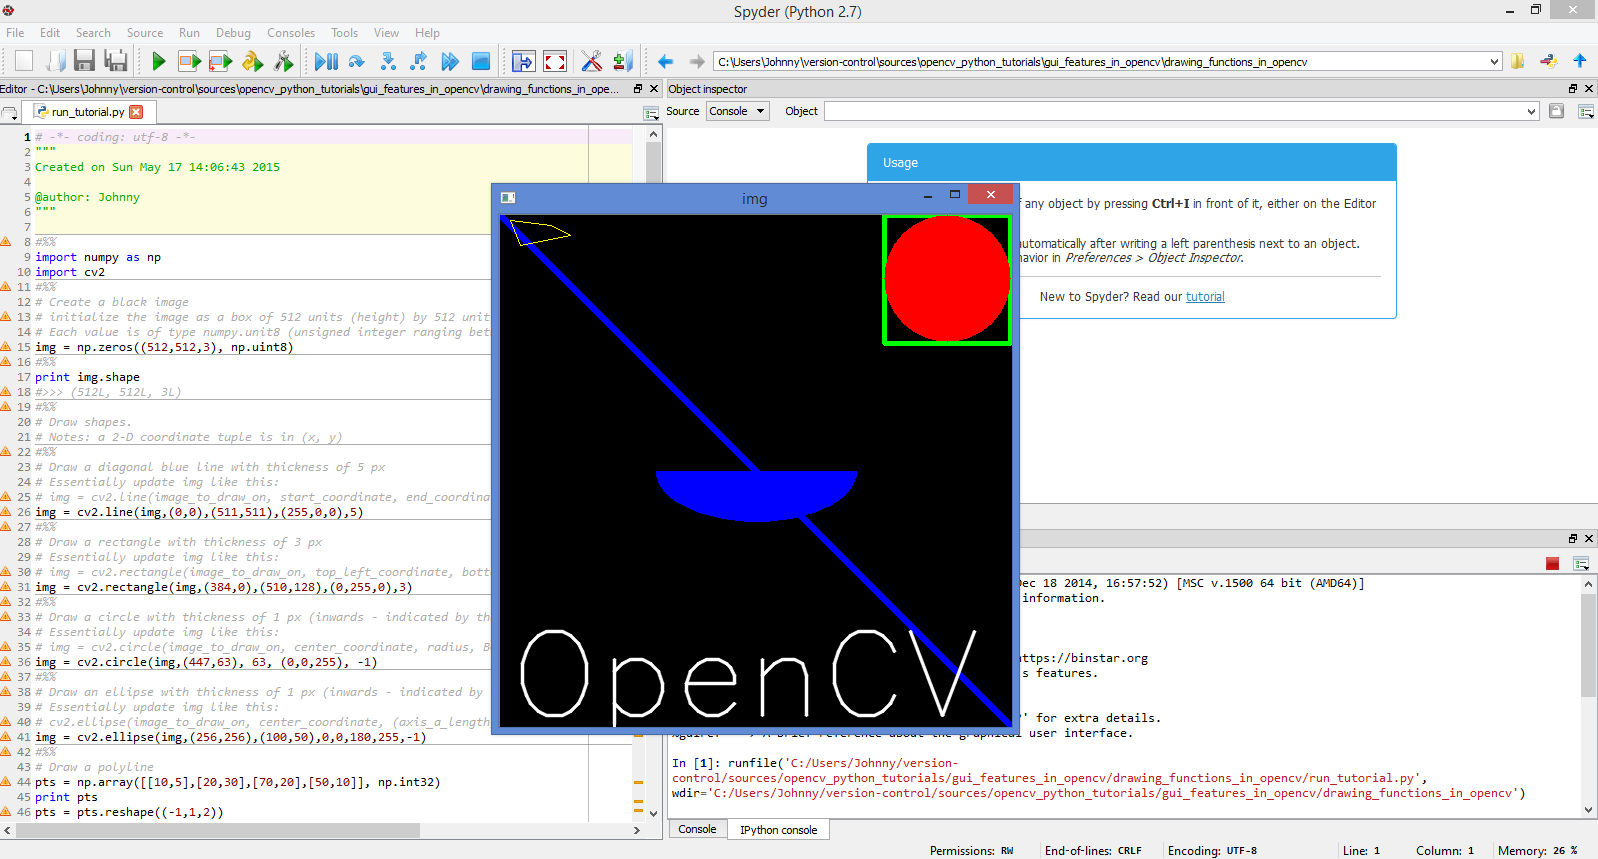 Spyder (Python 2.7)
File Edit Search Source Run Debug Consoles Tools View Help
C:\Users\Johnny\version-control\sources\opencv_python_tutorials\gui_features_in_opencv\drawing_functions_in_opencv
Editor - C:\Users\Johnny\version-control\sources\opencv_python_tutorials\gui_features_in_opencv\drawing_functions_in_ope...
run_tutorial.py
1 # -*- coding: utf-8 -*-
2 """
3 Created on Sun May 17 14:06:43 2015
4
5 @author: Johnny
6 """
7
8 #%%
9 import numpy as np
10 import cv2
11 #%%
12 # Create a black image
13 # initialize the image as a box of 512 units (height) by 512 unit
14 # Each value is of type numpy.unit8 (unsigned integer ranging bet
15 img = np.zeros((512,512,3), np.uint8)
16 #%%
17 print img.shape
18 #>>> (512L, 512L, 3L)
19 #%%
20 # Draw shapes.
21 # Notes: a 2-D coordinate tuple is in (x, y)
22 #%%
23 # Draw a diagonal blue line with thickness of 5 px
24 # Essentially update img like this:
25 # img = cv2.line(image_to_draw_on, start_coordinate, end_coordina
26 img = cv2.line(img,(0,0),(511,511),(255,0,0),5)
27 #%%
28 # Draw a rectangle with thickness of 3 px
29 # Essentially update img like this:
30 # img = cv2.rectangle(image_to_draw_on, top_left_coordinate, bott
31 img = cv2.rectangle(img,(384,0),(510,128),(0,255,0),3)
32 #%%
33 # Draw a circle with thickness of 1 px (inwards - indicated by th
34 # Essentially update img like this:
35 # img = cv2.circle(image_to_draw_on, center_coordinate, radius, B
36 img = cv2.circle(img,(447,63), 63, (0,0,255), -1)
37 #%%
38 # Draw an ellipse with thickness of 1 px (inwards - indicated by
39 # Essentially update img like this:
40 # cv2.ellipse(image_to_draw_on, center_coordinate, (axis_a_length
41 img = cv2.ellipse(img,(256,256),(100,50),0,0,180,255,-1)
42 #%%
43 # Draw a polyline
44 pts = np.array([[10,5],[20,30],[70,20],[50,10]], np.int32)
45 print pts
46 pts = pts.reshape((-1,1,2))
img
OpenCV
Object inspector
Source Console Object
Usage
any object by pressing Ctrl+I in front of it, either on the Editor
automatically after writing a left parenthesis next to an object.
in Preferences > Object Inspector.
New to Spyder? Read our tutorial
Dec 18 2014, 16:57:52) [MSC v.1500 64 bit (AMD64)]
information.
https://binstar.org
s features.
' for extra details.
A brief reference about the graphical user interface.
In [1]: runfile('C:/Users/Johnny/version-
control/sources/opencv_python_tutorials/gui_features_in_opencv/drawing_functions_in_opencv/run_tutorial.py',
wdir='C:/Users/Johnny/version-control/sources/opencv_python_tutorials/gui_features_in_opencv/drawing_functions_in_opencv')
Console IPython console
Permissions: RW End-of-lines: CRLF Encoding: UTF-8 Line: 1 Column: 1 Memory: 26 %